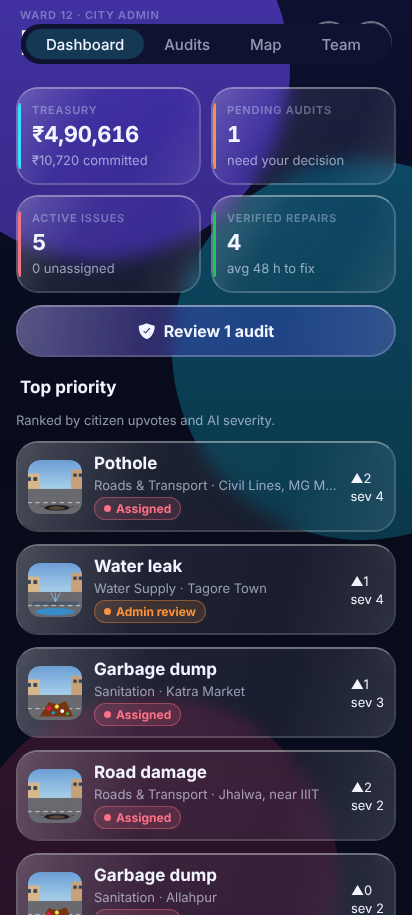 WARD 12 · CITY ADMIN
Dashboard Audits Map Team
TREASURY
₹4,90,616
₹10,720 committed
PENDING AUDITS
1
need your decision
ACTIVE ISSUES
5
0 unassigned
VERIFIED REPAIRS
4
avg 48 h to fix
Review 1 audit
Top priority
Ranked by citizen upvotes and AI severity.
Pothole
Roads & Transport · Civil Lines, MG M...
Assigned
▲2
sev 4
Water leak
Water Supply · Tagore Town
Admin review
▲1
sev 4
Garbage dump
Sanitation · Katra Market
Assigned
▲1
sev 3
Road damage
Roads & Transport · Jhalwa, near IIIT
Assigned
▲2
sev 2
Garbage dump
Sanitation · Allahpur
Assigned
▲0
sev 2